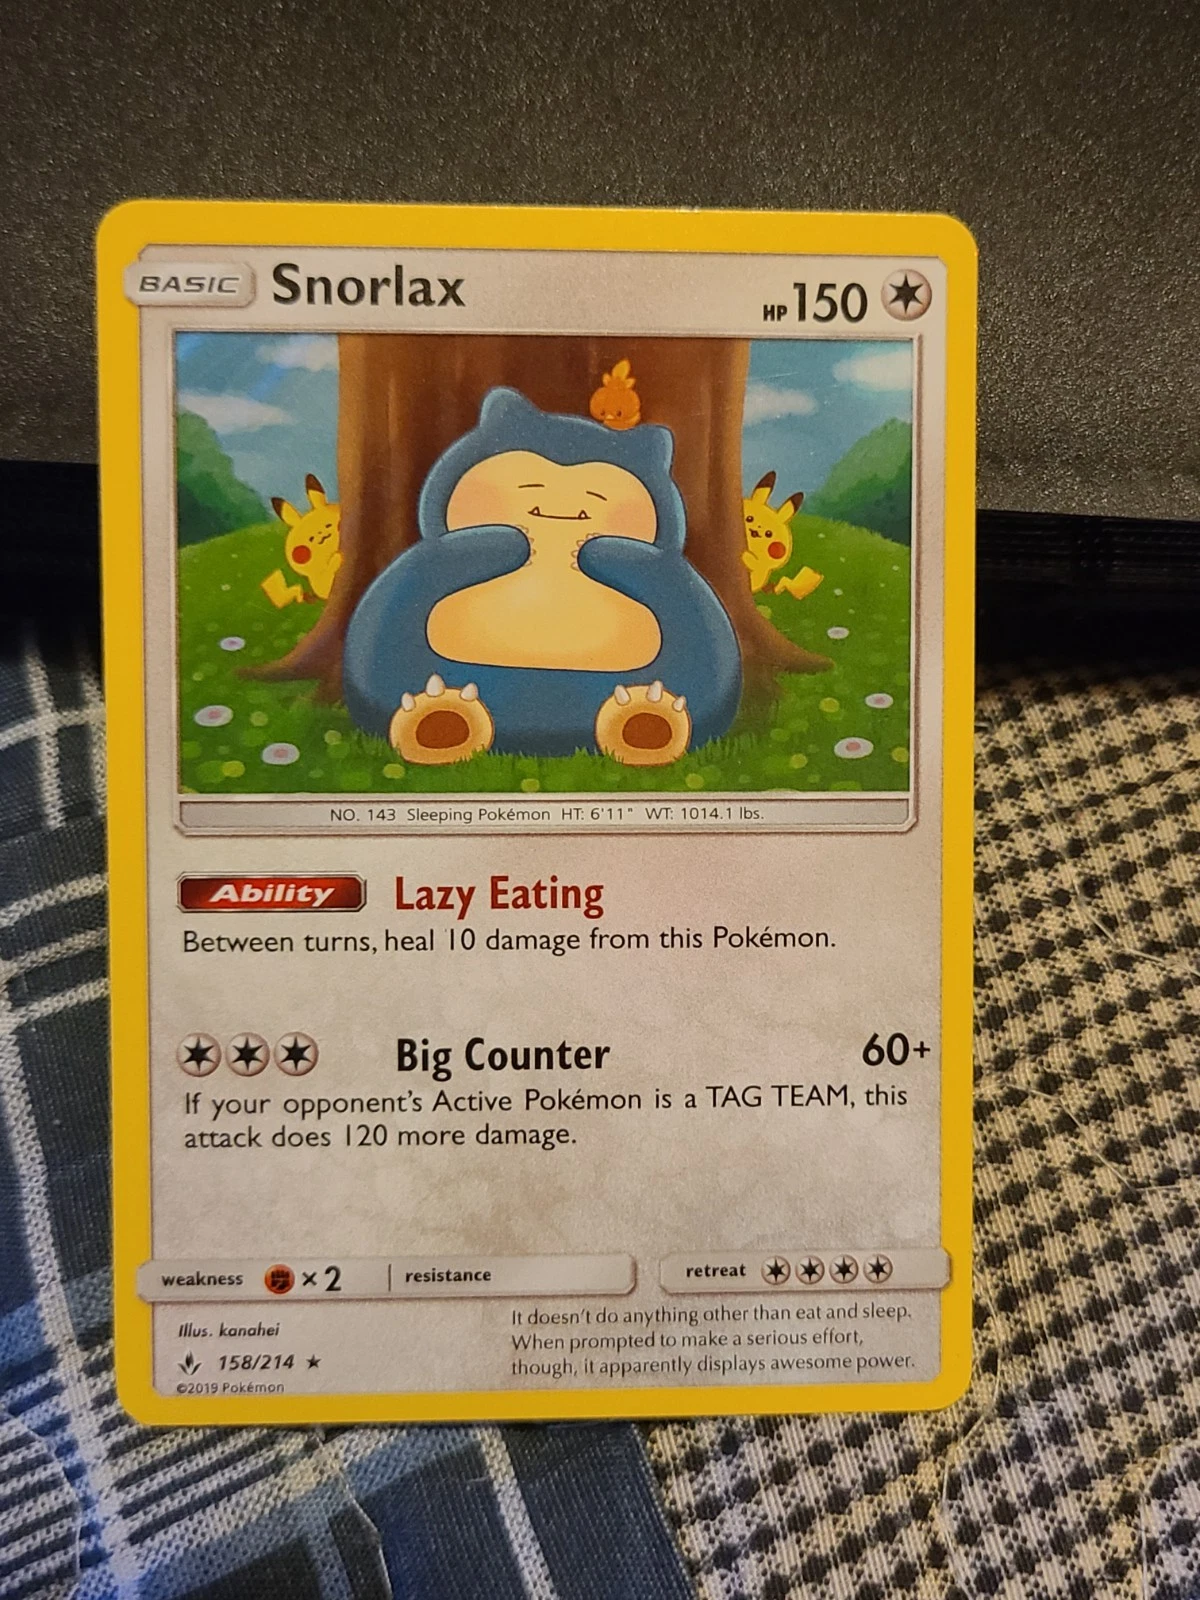 BASIC Snorlax HP 150
NO. 143 Sleeping Pokémon HT: 6'11" WT: 1014.1 lbs.
Ability Lazy Eating
Between turns, heal 10 damage from this Pokémon.
Big Counter 60+
If your opponent's Active Pokémon is a TAG TEAM, this
attack does 120 more damage.
weakness ×2 resistance retreat
Illus. kanahei
158/214 ★
©2019 Pokémon
It doesn't do anything other than eat and sleep.
When prompted to make a serious effort,
though, it apparently displays awesome power.